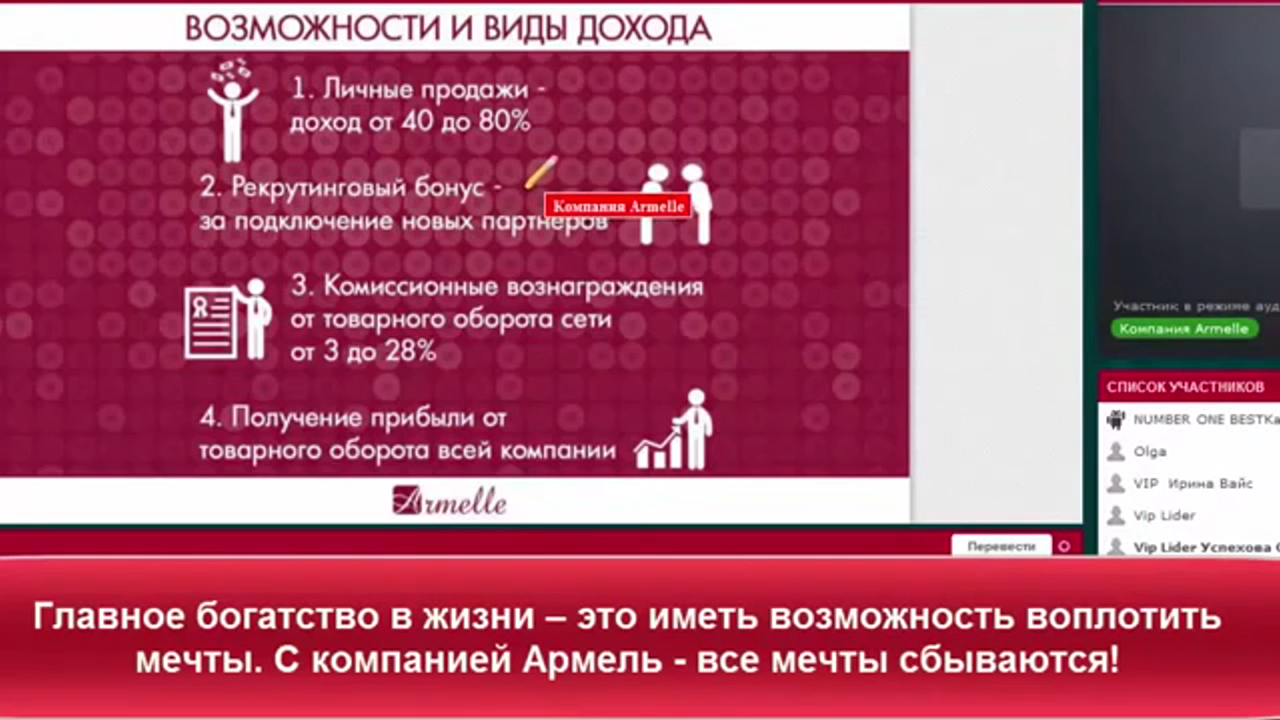 ВОЗМОЖНОСТИ И ВИДЫ ДОХОДА
1. Личные продажи -
доход от 40 до 80%
2. Рекрутинговый бонус -
за подключение новых партнеров
Компания Armelle
3. Комиссионные вознаграждения
от товарного оборота сети
от 3 до 28%
4. Получение прибыли от
товарного оборота всей компании
Armelle
Перевести
Участник в режиме
Компания Armelle
СПИСОК УЧАСТНИКОВ
NUMBER ONE
Olga
VIP Ирина Вайс
Vip Lider
Vip Lider Успехова
Главное богатство в жизни – это иметь возможность воплотить
мечты. С компанией Армель - все мечты сбываются!